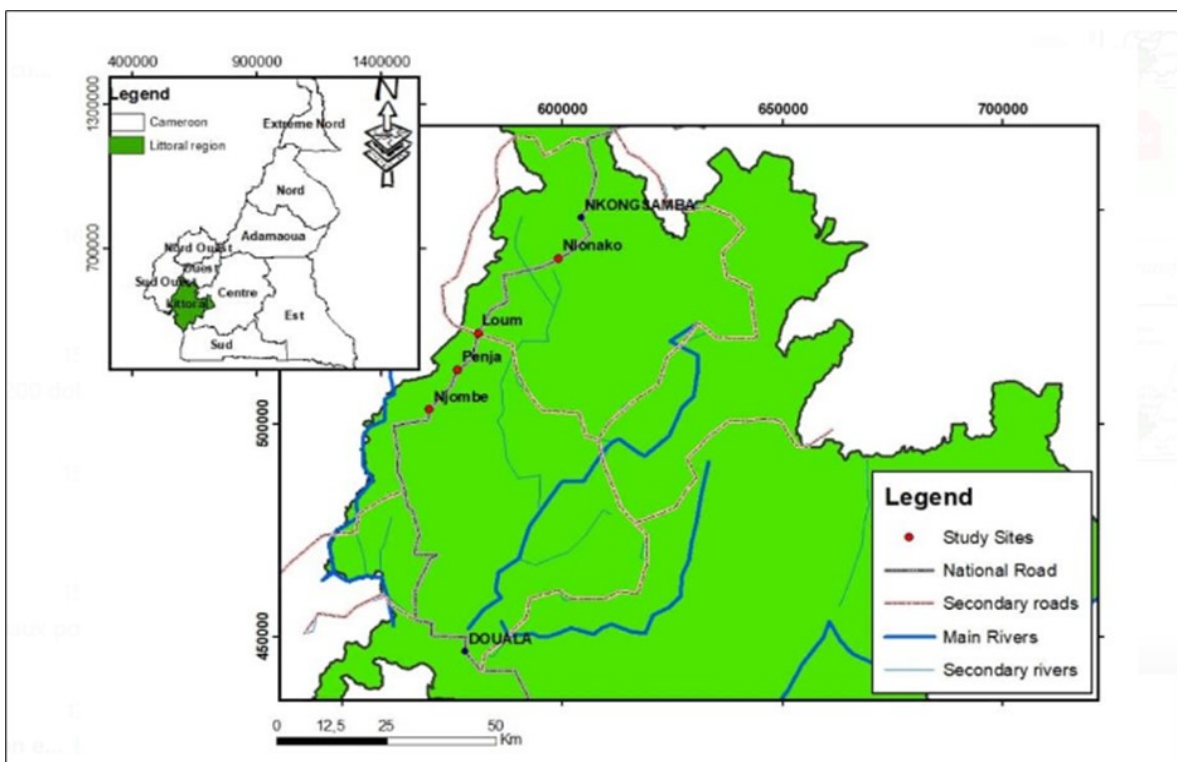 400000 900000 1400000
1300000
700000
Legend
Cameroon
Littoral region
N
Extreme Nord
Nord
Adamaoua
Nord Ouest
Ouest
Sud Ouest
Littoral
Centre
Est
Sud
600000 650000 700000
500000
450000
NKONGSAMBA
Nlonako
Loum
Penja
Njombe
DOUALA
Legend
Study Sites
National Road
Secondary roads
Main Rivers
Secondary rivers
0 12,5 25 50
Km